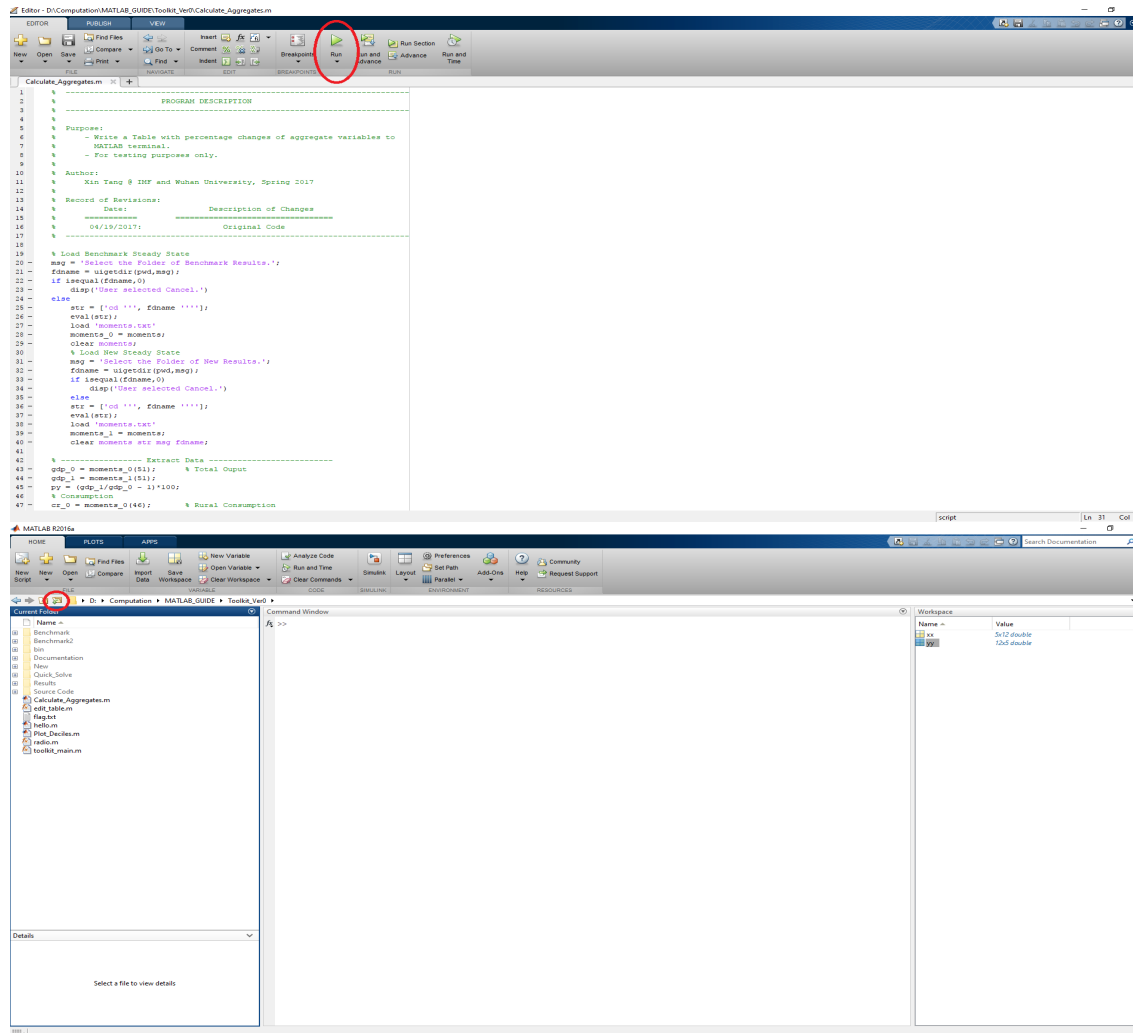 Editor - D:\Computation\MATLAB_GUIDE\Toolkit_Ver0\Calculate_Aggregates.m
EDITOR PUBLISH VIEW
New Open Save Find Files Compare Print Go To Find Insert Comment Indent fx Breakpoints Run Run and Advance Run Section Advance Run and Time
FILE NAVIGATE EDIT BREAKPOINTS RUN
Calculate_Aggregates.m
1 % -----------------------------------------------------------------------
2 % PROGRAM DESCRIPTION
3 % -----------------------------------------------------------------------
4 %
5 % Purpose:
6 % - Write a Table with percentage changes of aggregate variables to
7 % MATLAB terminal.
8 % - For testing purposes only.
9 %
10 % Author:
11 % Xin Tang @ IMF and Wuhan University, Spring 2017
12 %
13 % Record of Revisions:
14 % Date: Description of Changes
15 % =========== =================================
16 % 04/19/2017: Original Code
17 % -----------------------------------------------------------------------
18
19 % Load Benchmark Steady State
20 - msg = 'Select the Folder of Benchmark Results.';
21 - fdname = uigetdir(pwd,msg);
22 - if isequal(fdname,0)
23 - disp('User selected Cancel.')
24 - else
25 - str = ['cd ''', fdname ''''];
26 - eval(str);
27 - load 'moments.txt'
28 - moments_0 = moments;
29 - clear moments;
30 % Load New Steady State
31 - msg = 'Select the Folder of New Results.';
32 - fdname = uigetdir(pwd,msg);
33 - if isequal(fdname,0)
34 - disp('User selected Cancel.')
35 - else
36 - str = ['cd ''', fdname ''''];
37 - eval(str);
38 - load 'moments.txt'
39 - moments_1 = moments;
40 - clear moments str msg fdname;
41
42 % ----------------- Extract Data --------------------------
43 - gdp_0 = moments_0(51); % Total Ouput
44 - gdp_1 = moments_1(51);
45 - py = (gdp_1/gdp_0 - 1)*100;
46 % Consumption
47 - cr_0 = moments_0(46); % Rural Consumption
script Ln 31 Col
MATLAB R2016a
HOME PLOTS APPS Search Documentation
New Script New Open Find Files Compare Import Data Save Workspace New Variable Open Variable Clear Workspace Analyze Code Run and Time Clear Commands Simulink Layout Preferences Set Path Parallel Add-Ons Help Community Request Support
FILE VARIABLE CODE SIMULINK ENVIRONMENT RESOURCES
D: Computation MATLAB_GUIDE Toolkit_Ver0
Current Folder Command Window Workspace
Name fx >> Name Value
Benchmark xx 5x12 double
Benchmark2 yy 12x5 double
bin
Documentation
New
Quick_Solve
Results
Source Code
Calculate_Aggregates.m
edit_table.m
flag.txt
hello.m
Plot_Deciles.m
radio.m
toolkit_main.m
Details
Select a file to view details